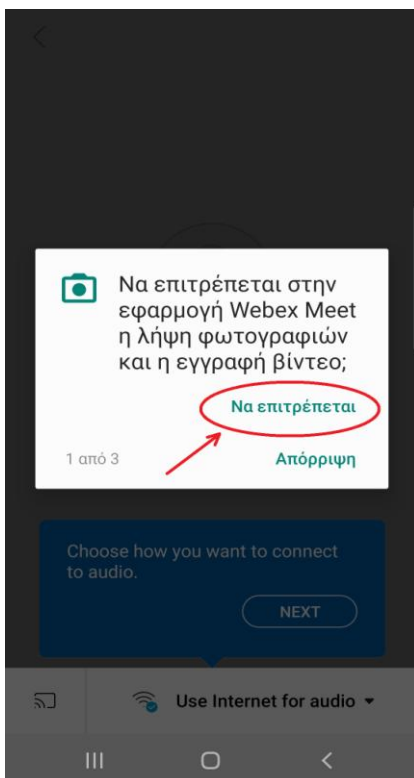 Να επιτρέπεται στην
εφαρμογή Webex Meet
η λήψη φωτογραφιών
και η εγγραφή βίντεο;
Να επιτρέπεται
1 από 3
Απόρριψη
Choose how you want to connect
to audio.
NEXT
Use Internet for audio